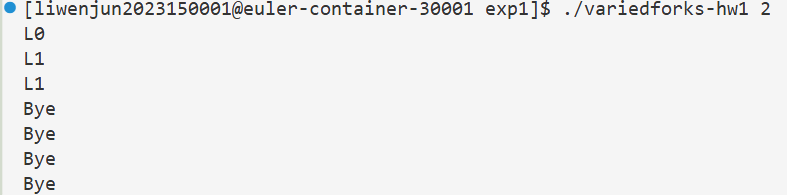 [liwenjun2023150001@euler-container-30001 exp1]$ ./variedforks-hw1 2
L0
L1
L1
Bye
Bye
Bye
Bye